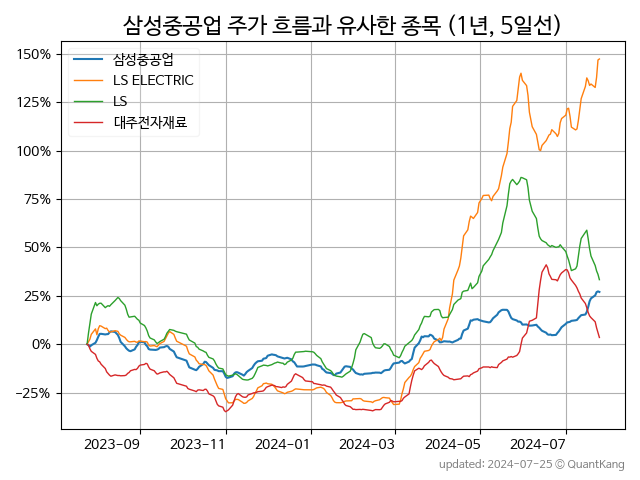 삼성중공업 주가 흐름과 유사한 종목 (1년, 5일선)
150%
125%
100%
75%
50%
25%
0%
−25%
삼성중공업
LS ELECTRIC
LS
대주전자재료
2023-09
2023-11
2024-01
2024-03
2024-05
2024-07
updated: 2024-07-25 © QuantKang